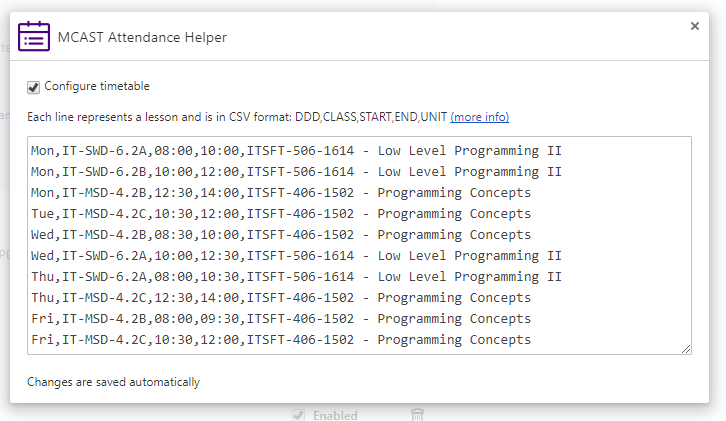 MCAST Attendance Helper
×
Configure timetable
Each line represents a lesson and is in CSV format: DDD,CLASS,START,END,UNIT (more info)
Mon,IT-SWD-6.2A,08:00,10:00,ITSFT-506-1614 - Low Level Programming II
Mon,IT-SWD-6.2B,10:00,12:00,ITSFT-506-1614 - Low Level Programming II
Mon,IT-MSD-4.2B,12:30,14:00,ITSFT-406-1502 - Programming Concepts
Tue,IT-MSD-4.2C,10:30,12:00,ITSFT-406-1502 - Programming Concepts
Wed,IT-MSD-4.2B,08:30,10:00,ITSFT-406-1502 - Programming Concepts
Wed,IT-SWD-6.2A,10:00,12:30,ITSFT-506-1614 - Low Level Programming II
Thu,IT-SWD-6.2A,08:00,10:30,ITSFT-506-1614 - Low Level Programming II
Thu,IT-MSD-4.2C,12:30,14:00,ITSFT-406-1502 - Programming Concepts
Fri,IT-MSD-4.2B,08:00,09:30,ITSFT-406-1502 - Programming Concepts
Fri,IT-MSD-4.2C,10:30,12:00,ITSFT-406-1502 - Programming Concepts
Changes are saved automatically
Enabled